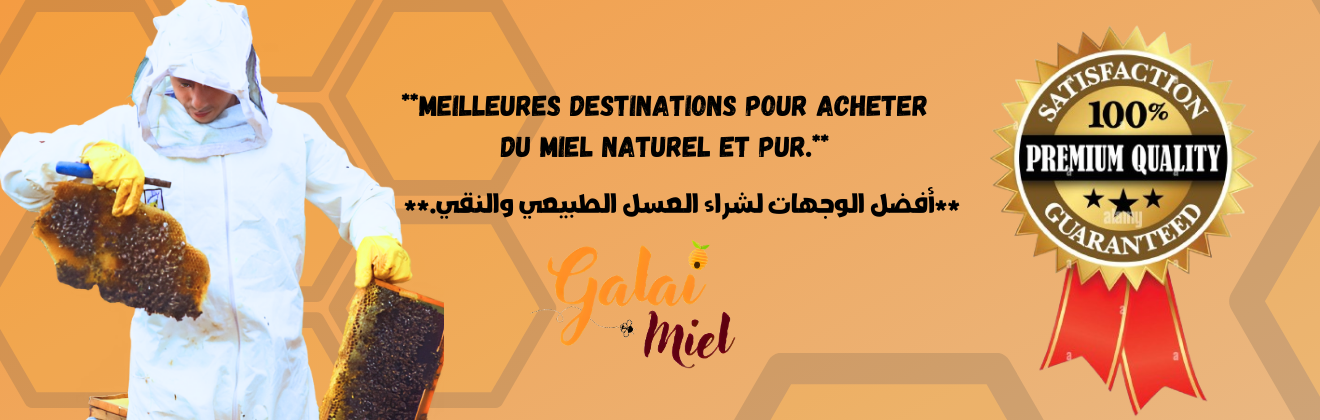 **MEILLEURES DESTINATIONS POUR ACHETER
DU MIEL NATUREL ET PUR.**
**أفضل الوجهات لشراء العسل الطبيعي والنقي.**
Galai
Miel
SATISFACTION
100%
PREMIUM QUALITY
alamy
GUARANTEED
a
a
a
a
a